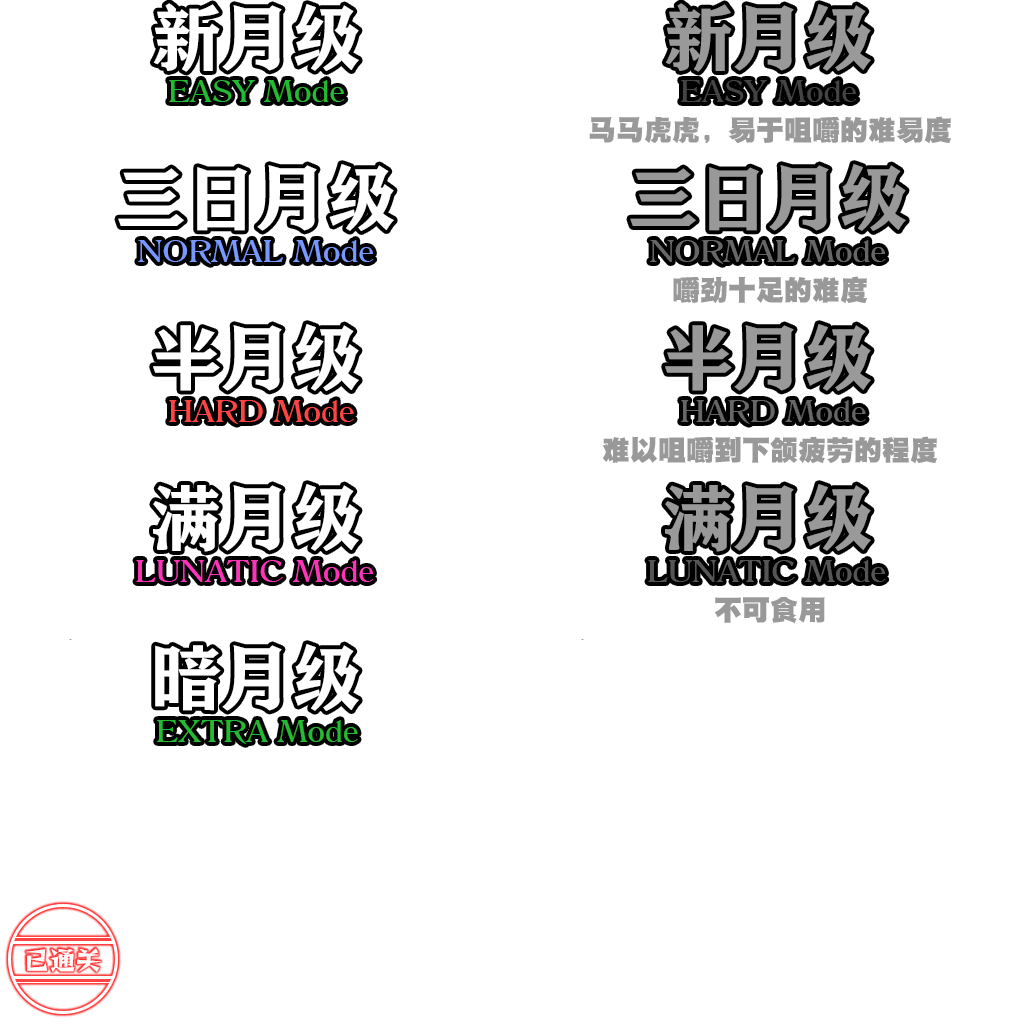 新月级
EASY Mode
新月级
EASY Mode
马马虎虎，易于咀嚼的难易度
三日月级
NORMAL Mode
三日月级
NORMAL Mode
嚼劲十足的难度
半月级
HARD Mode
半月级
HARD Mode
难以咀嚼到下颌疲劳的程度
满月级
LUNATIC Mode
满月级
LUNATIC Mode
不可食用
暗月级
EXTRA Mode
已通关